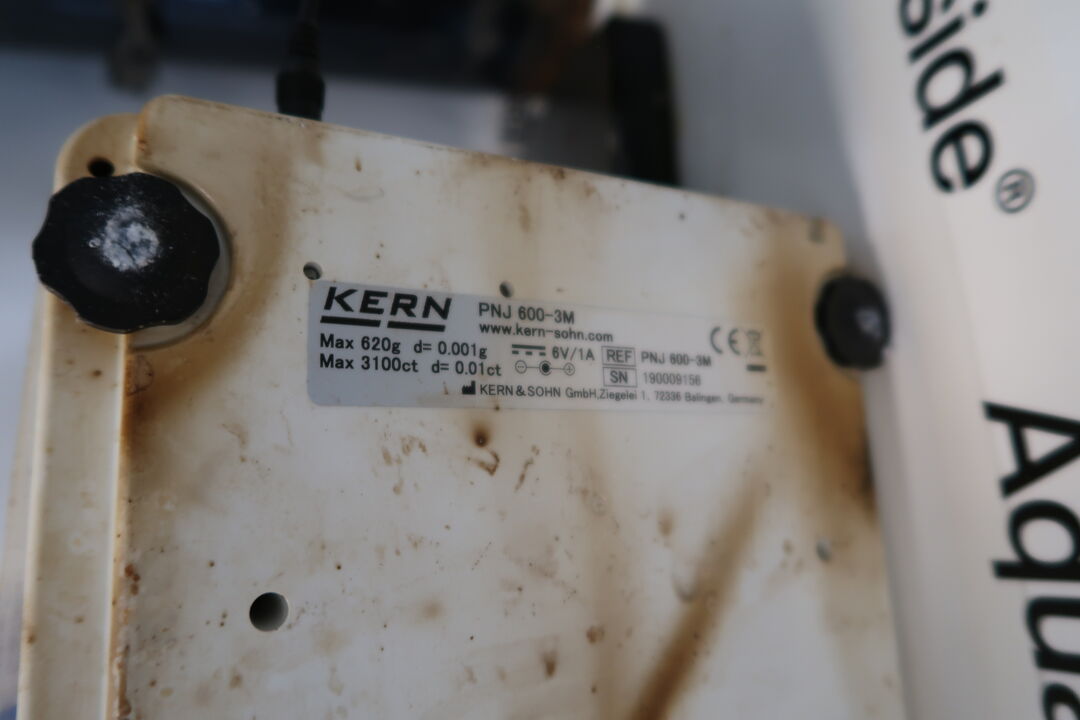 KERN
PNJ 600-3M
www.kern-sohn.com
Max 620g d= 0.001g
Max 3100ct d= 0.01ct
6V/1A
REF PNJ 600-3M
SN 190009156
KERN & SOHN GmbH,Ziegelei 1, 72336 Balingen, Germany
CE
side®
Aqua